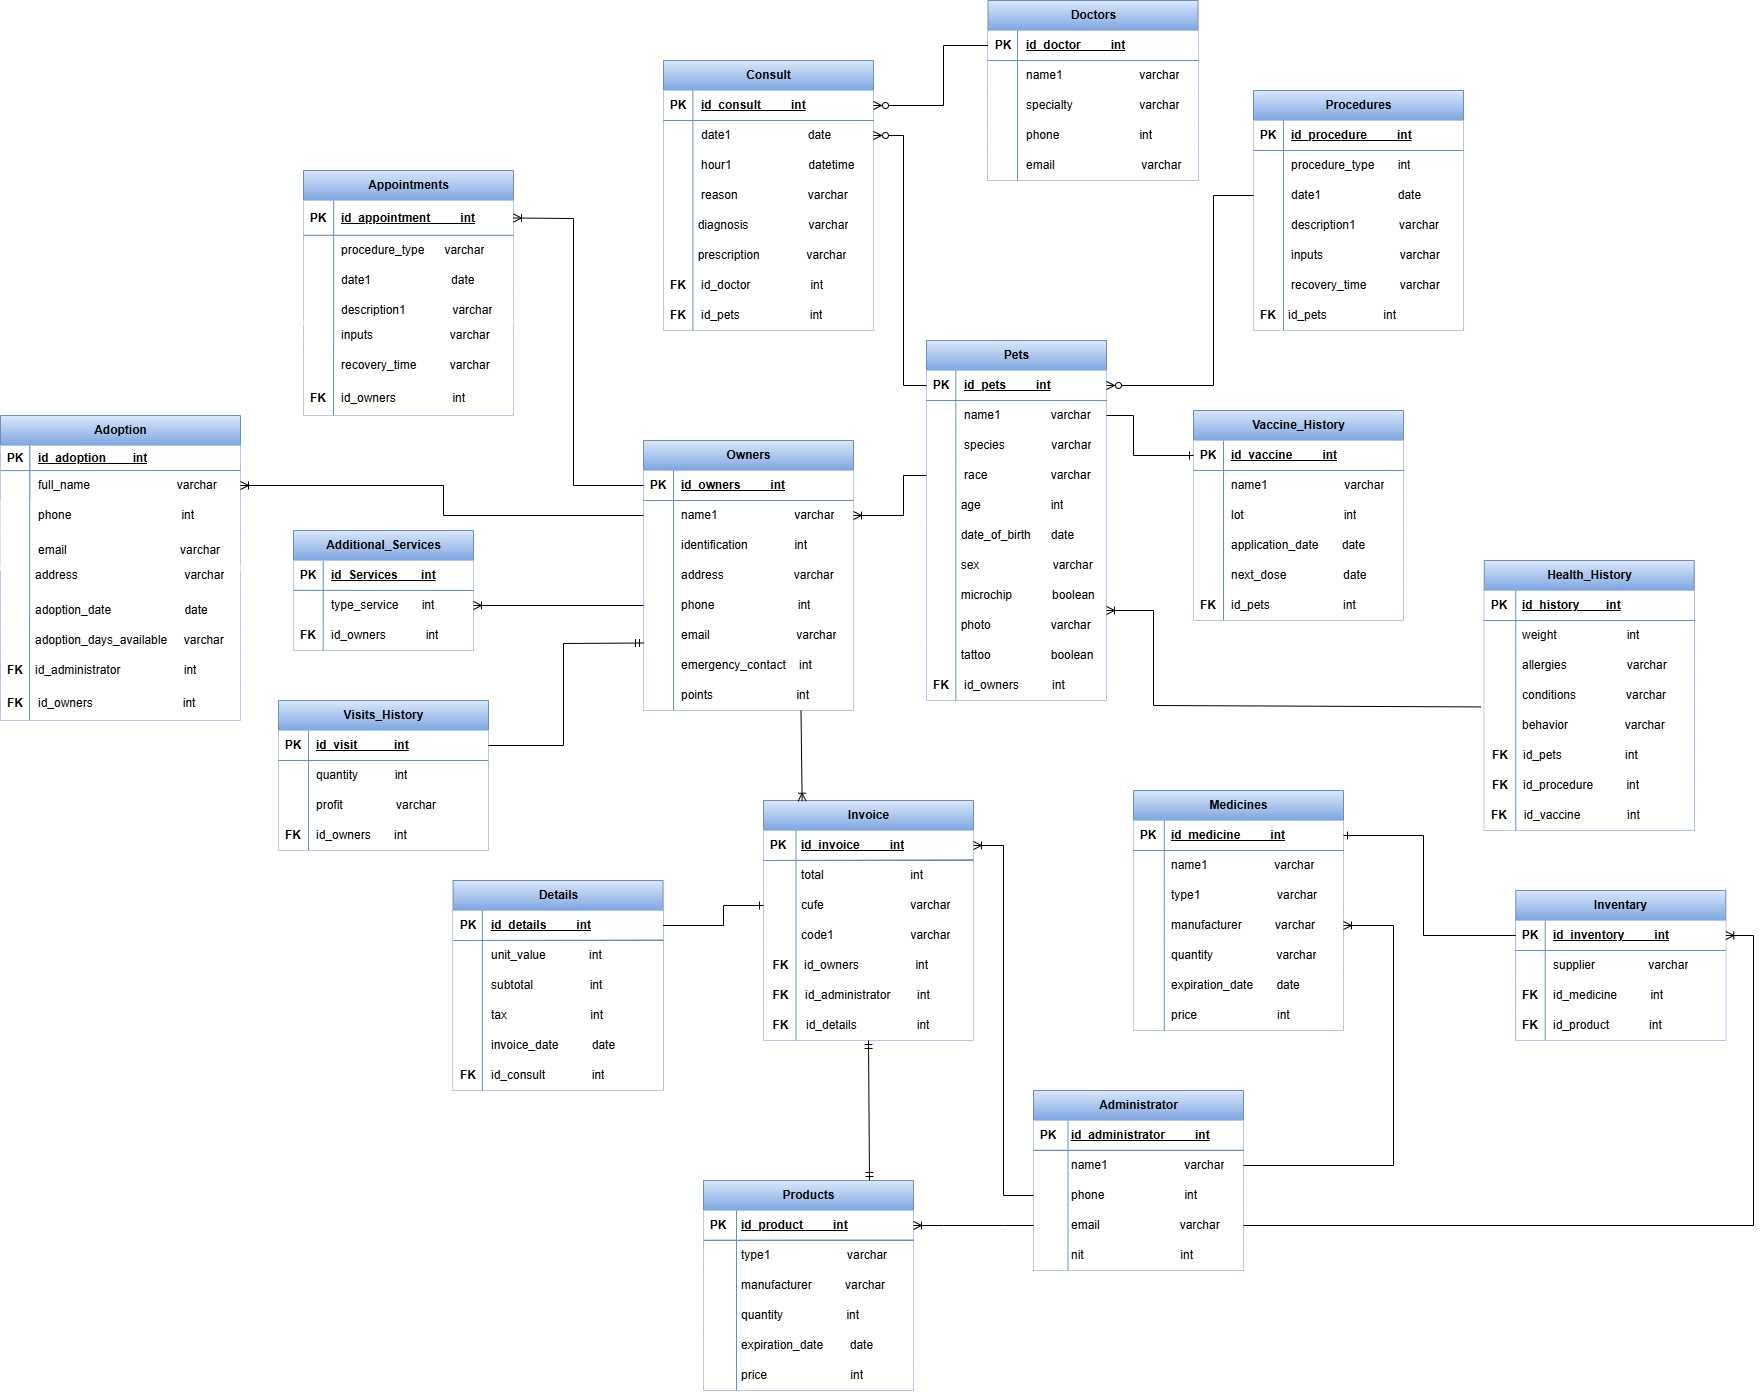 Doctors
PK id_doctor int
name1 varchar
specialty varchar
phone int
email varchar
Consult
PK id_consult int
date1 date
hour1 datetime
reason varchar
diagnosis varchar
prescription varchar
FK id_doctor int
FK id_pets int
Procedures
PK id_procedure int
procedure_type int
date1 date
description1 varchar
inputs varchar
recovery_time varchar
FK id_pets int
Appointments
PK id_appointment int
procedure_type varchar
date1 date
description1 varchar
inputs varchar
recovery_time varchar
FK id_owners int
Pets
PK id_pets int
name1 varchar
species varchar
race varchar
age int
date_of_birth date
sex varchar
microchip boolean
photo varchar
tattoo boolean
FK id_owners int
Vaccine_History
PK id_vaccine int
name1 varchar
lot int
application_date date
next_dose date
FK id_pets int
Adoption
PK id_adoption int
full_name varchar
phone int
email varchar
address varchar
adoption_date date
adoption_days_available varchar
FK id_administrator int
FK id_owners int
Owners
PK id_owners int
name1 varchar
identification int
address varchar
phone int
email varchar
emergency_contact int
points int
Additional_Services
PK id_Services int
type_service int
FK id_owners int
Health_History
PK id_history int
weight int
allergies varchar
conditions varchar
behavior varchar
FK id_pets int
FK id_procedure int
FK id_vaccine int
Visits_History
PK id_visit int
quantity int
profit varchar
FK id_owners int
Invoice
PK id_invoice int
total int
cufe varchar
code1 varchar
FK id_owners int
FK id_administrator int
FK id_details int
Medicines
PK id_medicine int
name1 varchar
type1 varchar
manufacturer varchar
quantity varchar
expiration_date date
price int
Details
PK id_details int
unit_value int
subtotal int
tax int
invoice_date date
FK id_consult int
Inventary
PK id_inventory int
supplier varchar
FK id_medicine int
FK id_product int
Administrator
PK id_administrator int
name1 varchar
phone int
email varchar
nit int
Products
PK id_product int
type1 varchar
manufacturer varchar
quantity int
expiration_date date
price int